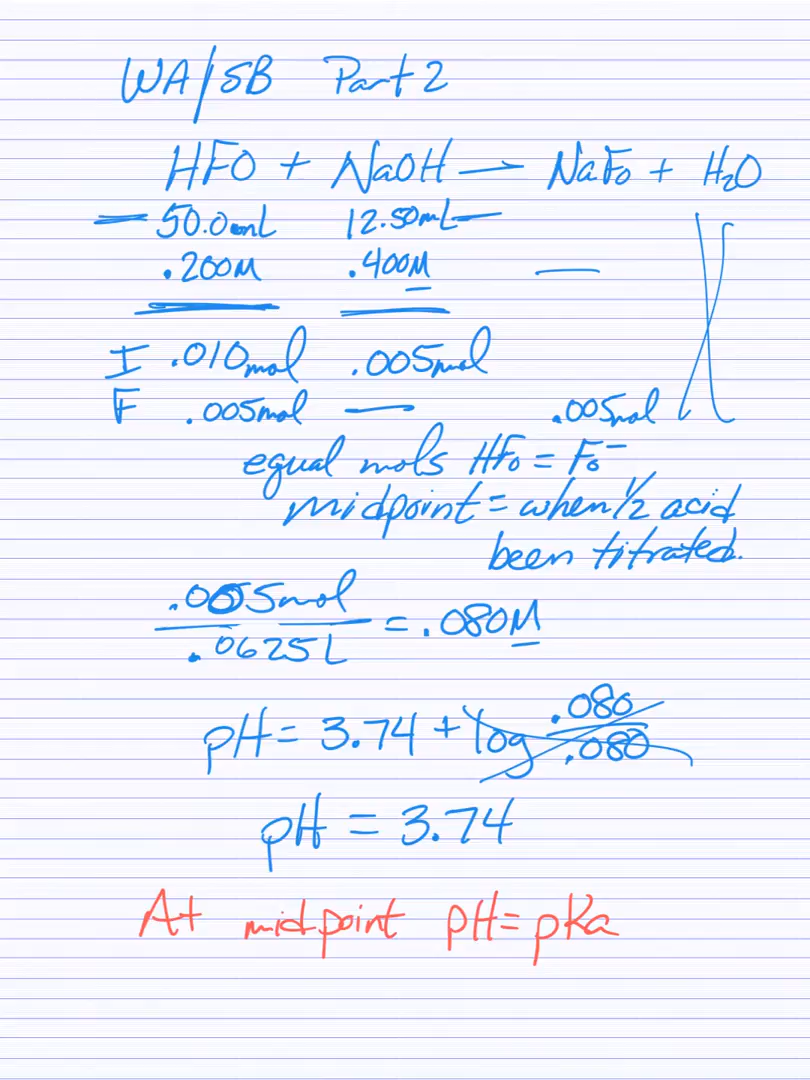 WA/SB Part 2
HFO + NaOH → NaFo + H₂O
50.0mL 12.50mL
.200M .400M
I .010mol .005mol
F .005mol — .005mol
equal mols HFo = Fo⁻
midpoint = when 1/2 acid
been titrated.
.005mol
.0625L = .080M
pH = 3.74 + log .080/.080
pH = 3.74
At midpoint pH = pKa